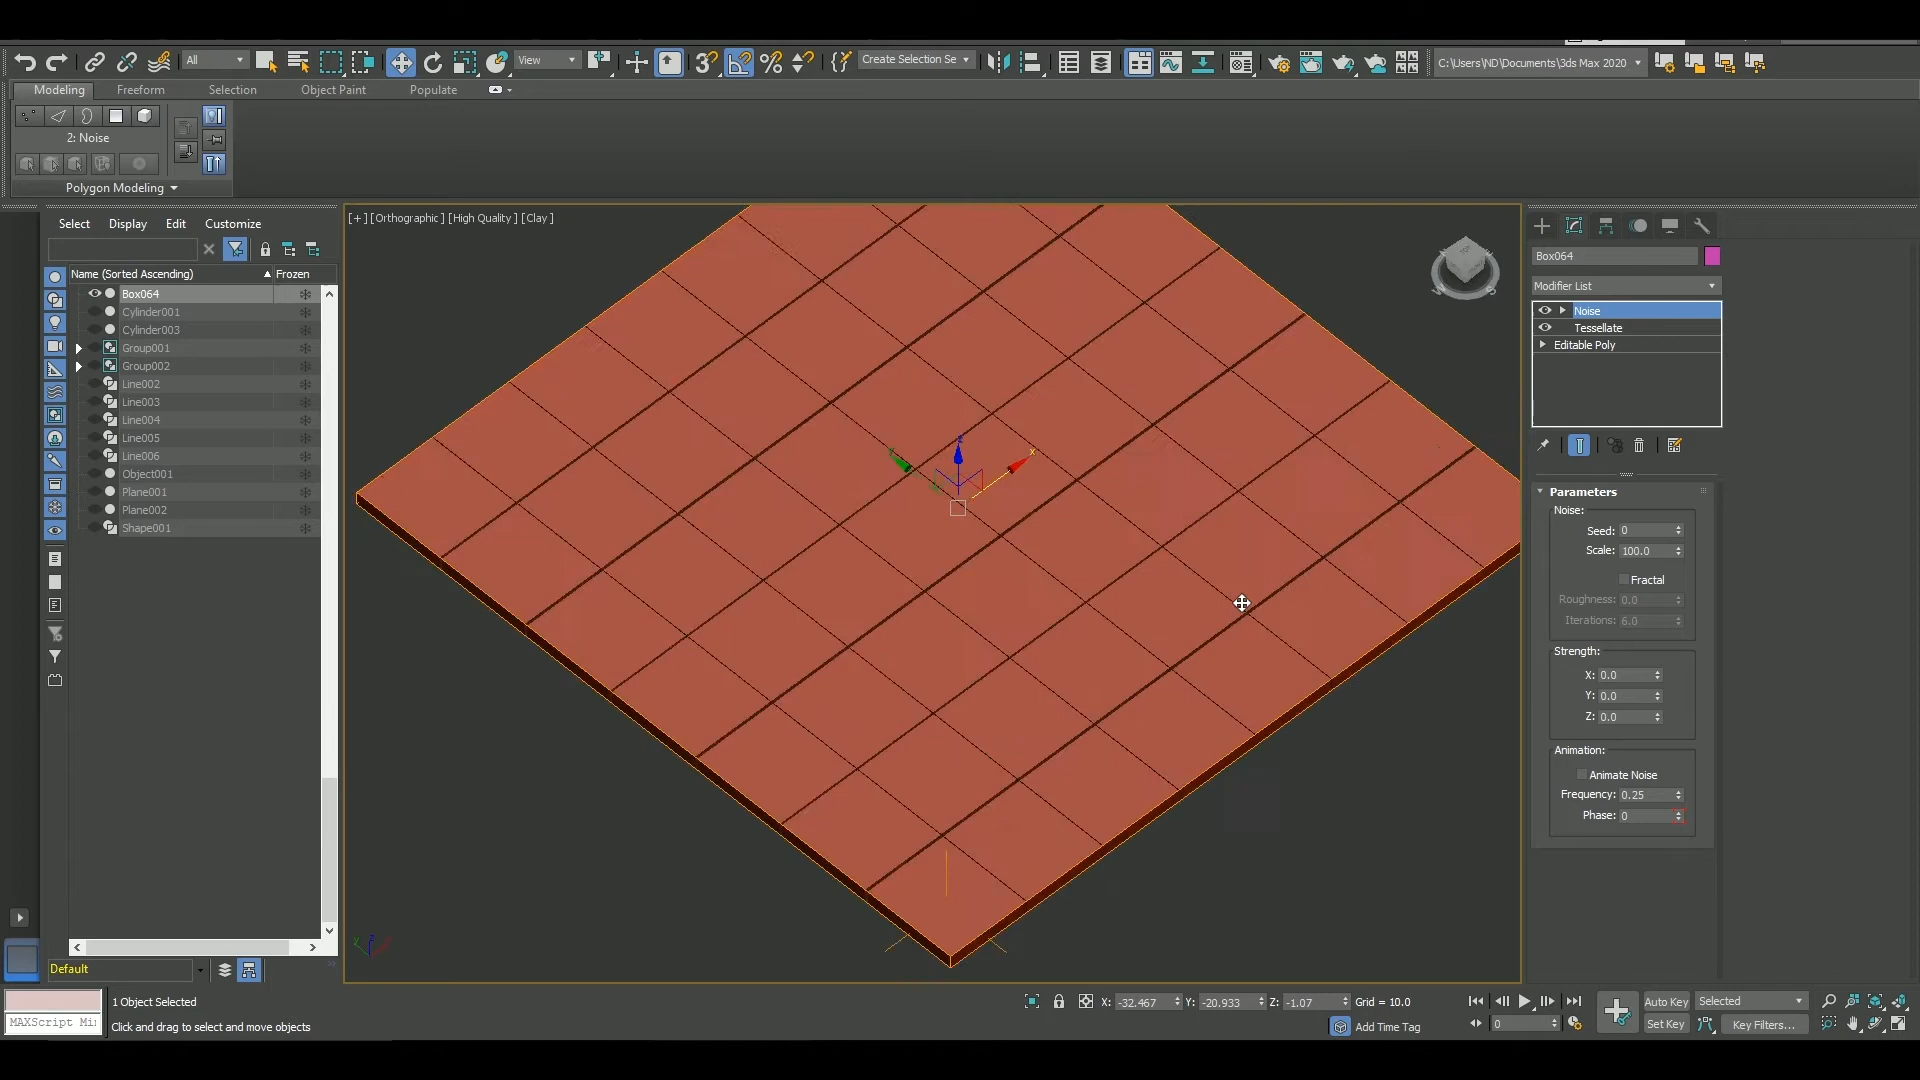 All
View
Create Selection Se
C:\Users\ND\Documents\3ds Max 2020
Modeling
Freeform
Selection
Object Paint
Populate
2: Noise
Polygon Modeling
Select
Display
Edit
Customize
Name (Sorted Ascending)
Frozen
Box064
Cylinder001
Cylinder003
Group001
Group002
Line002
Line003
Line004
Line005
Line006
Object001
Plane001
Plane002
Shape001
Default
[+] [Orthographic] [High Quality] [Clay]
z
x
Box064
Modifier List
Noise
Tessellate
Editable Poly
Parameters
Noise:
Seed: 0
Scale: 100.0
Fractal
Roughness: 0.0
Iterations: 6.0
Strength:
X: 0.0
Y: 0.0
Z: 0.0
Animation:
Animate Noise
Frequency: 0.25
Phase: 0
MAXScript Mi
1 Object Selected
Click and drag to select and move objects
X: -32.467 Y: -20.933 Z: -1.07 Grid = 10.0
Add Time Tag
0
Auto Key
Selected
Set Key
Key Filters...